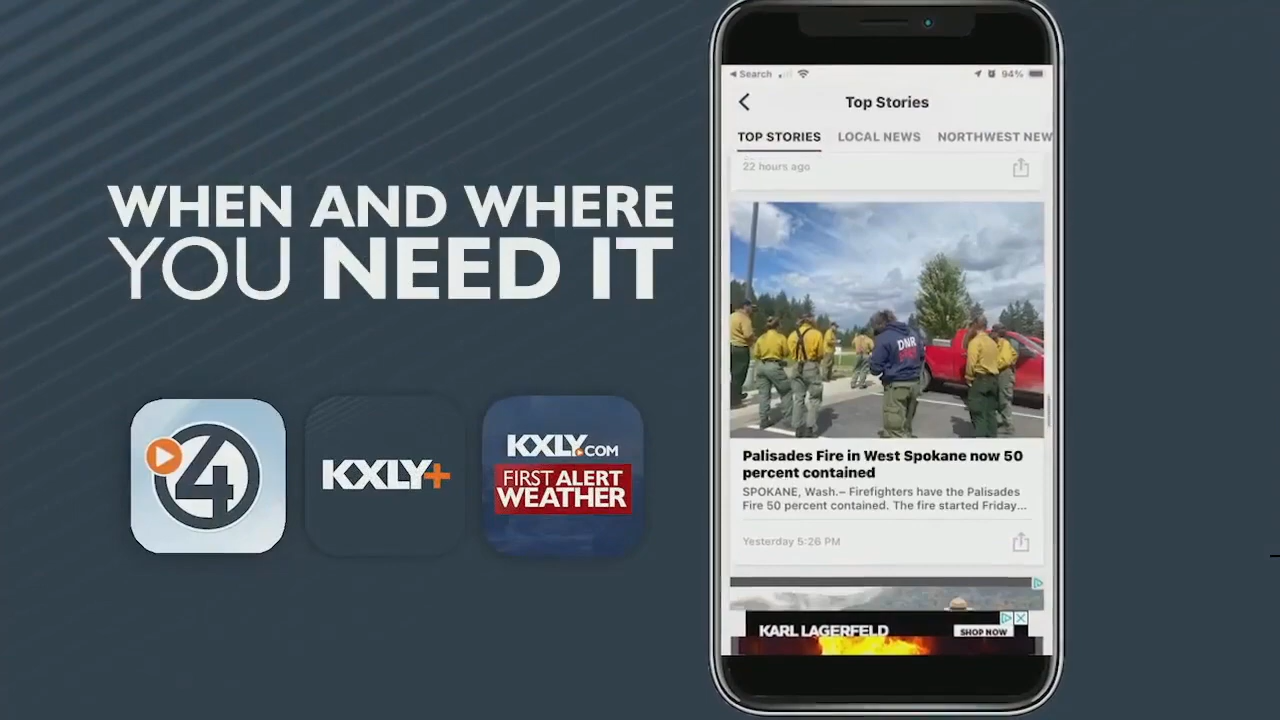 WHEN AND WHERE
YOU NEED IT
4
KXLY+
KXLY.COM
FIRST ALERT
WEATHER
Search
94%
Top Stories
TOP STORIES
LOCAL NEWS
NORTHWEST NEW
22 hours ago
DNR
Palisades Fire in West Spokane now 50
percent contained
SPOKANE, Wash.– Firefighters have the Palisades
Fire 50 percent contained. The fire started Friday...
Yesterday 5:26 PM
KARL LAGERFELD
SHOP NOW